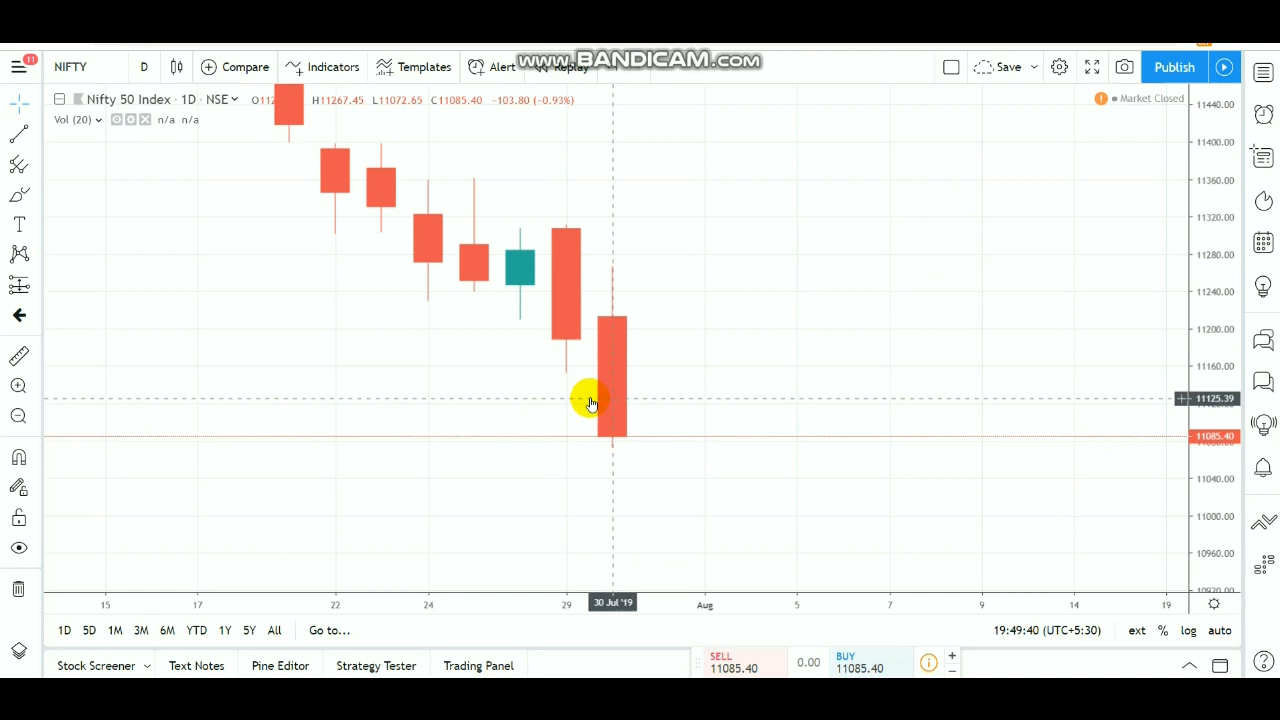 www.BANDICAM.com
11
NIFTY
D
Compare
Indicators
Templates
Alert
Replay
Save
Publish
Nifty 50 Index · 1D · NSE
H11267.45 L11072.65 C11085.40 -103.80 (-0.93%)
Market Closed
Vol (20)
n/a n/a
11440.00
11400.00
11360.00
11320.00
11280.00
11240.00
11200.00
11160.00
11125.39
11085.40
11040.00
11000.00
10960.00
10920.00
15
17
22
24
29
30 Jul '19
Aug
5
7
9
14
19
1D 5D 1M 3M 6M YTD 1Y 5Y All Go to...
19:49:40 (UTC+5:30) ext % log auto
Stock Screener
Text Notes
Pine Editor
Strategy Tester
Trading Panel
SELL
11085.40
0.00
BUY
11085.40